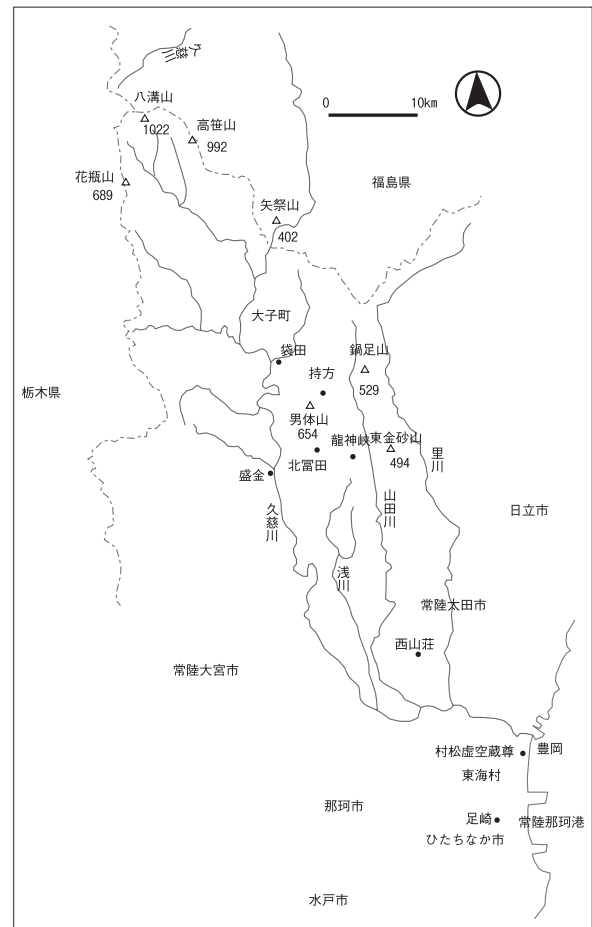 久慈川
0 10km
八溝山
1022
高笹山
992
花瓶山
689
福島県
矢祭山
402
大子町
袋田
鍋足山
529
持方
栃木県
男体山
654
龍神峡
東金砂山
494
北冨田
里川
盛金
久慈川
山田川
日立市
浅川
常陸太田市
西山荘
常陸大宮市
村松虚空蔵尊
豊岡
東海村
那珂市
足崎
常陸那珂港
ひたちなか市
水戸市